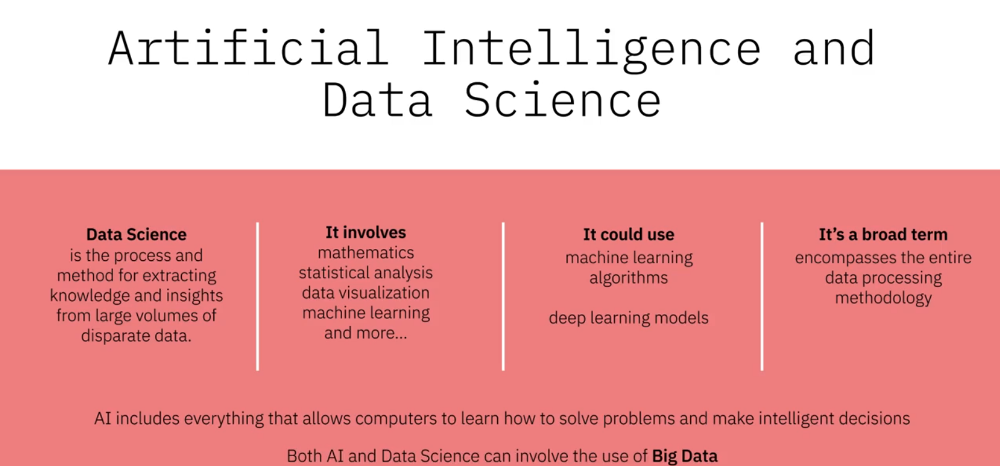 Artificial Intelligence and
Data Science
Data Science
is the process and
method for extracting
knowledge and insights
from large volumes of
disparate data.
It involves
mathematics
statistical analysis
data visualization
machine learning
and more...
It could use
machine learning
algorithms
deep learning models
It’s a broad term
encompasses the entire
data processing
methodology
AI includes everything that allows computers to learn how to solve problems and make intelligent decisions
Both AI and Data Science can involve the use of Big Data